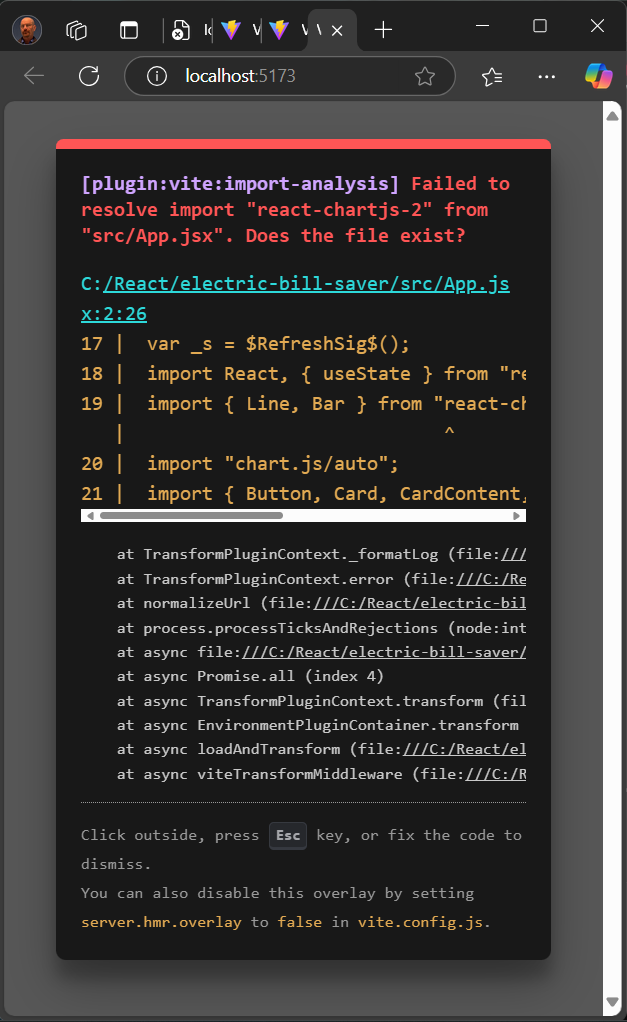 localhost:5173
[plugin:vite:import-analysis] Failed to
resolve import "react-chartjs-2" from
"src/App.jsx". Does the file exist?
C:/React/electric-bill-saver/src/App.js
x:2:26
17 |  var _s = $RefreshSig$();
18 |  import React, { useState } from "re
19 |  import { Line, Bar } from "react-ch
   |                             ^
20 |  import "chart.js/auto";
21 |  import { Button, Card, CardContent,
at TransformPluginContext._formatLog (file:///
at TransformPluginContext.error (file:///C:/Re
at normalizeUrl (file:///C:/React/electric-bil
at process.processTicksAndRejections (node:int
at async file:///C:/React/electric-bill-saver/
at async Promise.all (index 4)
at async TransformPluginContext.transform (fil
at async EnvironmentPluginContainer.transform
at async loadAndTransform (file:///C:/React/el
at async viteTransformMiddleware (file:///C:/R
Click outside, press Esc key, or fix the code to
dismiss.
You can also disable this overlay by setting
server.hmr.overlay to false in vite.config.js.